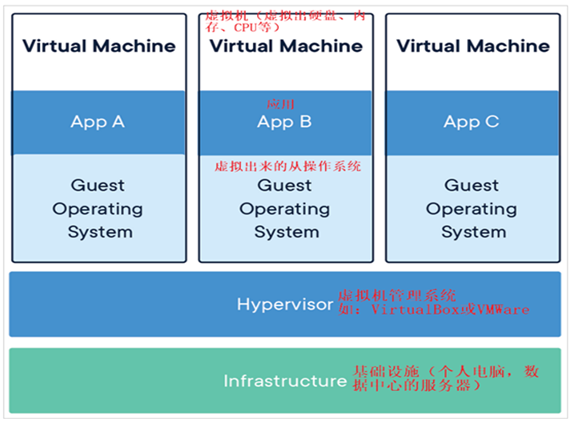 虚拟机（虚拟出硬盘、内
存、CPU等）
Virtual Machine
Virtual Machine
Virtual Machine
应用
App A
App B
App C
虚拟出来的从操作系统
Guest
Operating
System
Guest
Operating
System
Guest
Operating
System
Hypervisor
虚拟机管理系统
如：VirtualBox或VMWare
Infrastructure
基础设施（个人电脑，数
据中心的服务器）